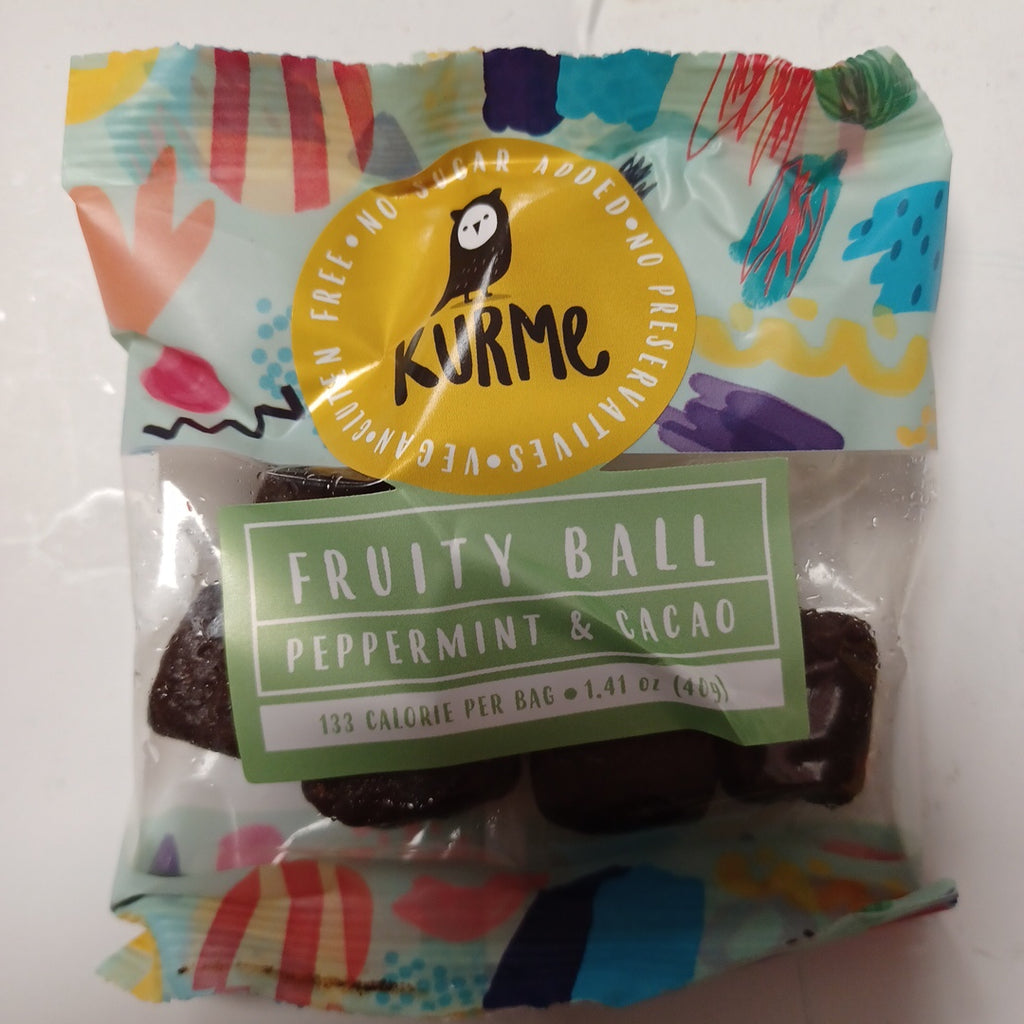 NO SUGAR ADDED • NO PRESERVATIVES • VEGAN • GLUTEN FREE •
KURMe
FRUITY BALL
PEPPERMINT & CACAO
133 CALORIE PER BAG • 1.41 oz (40g)